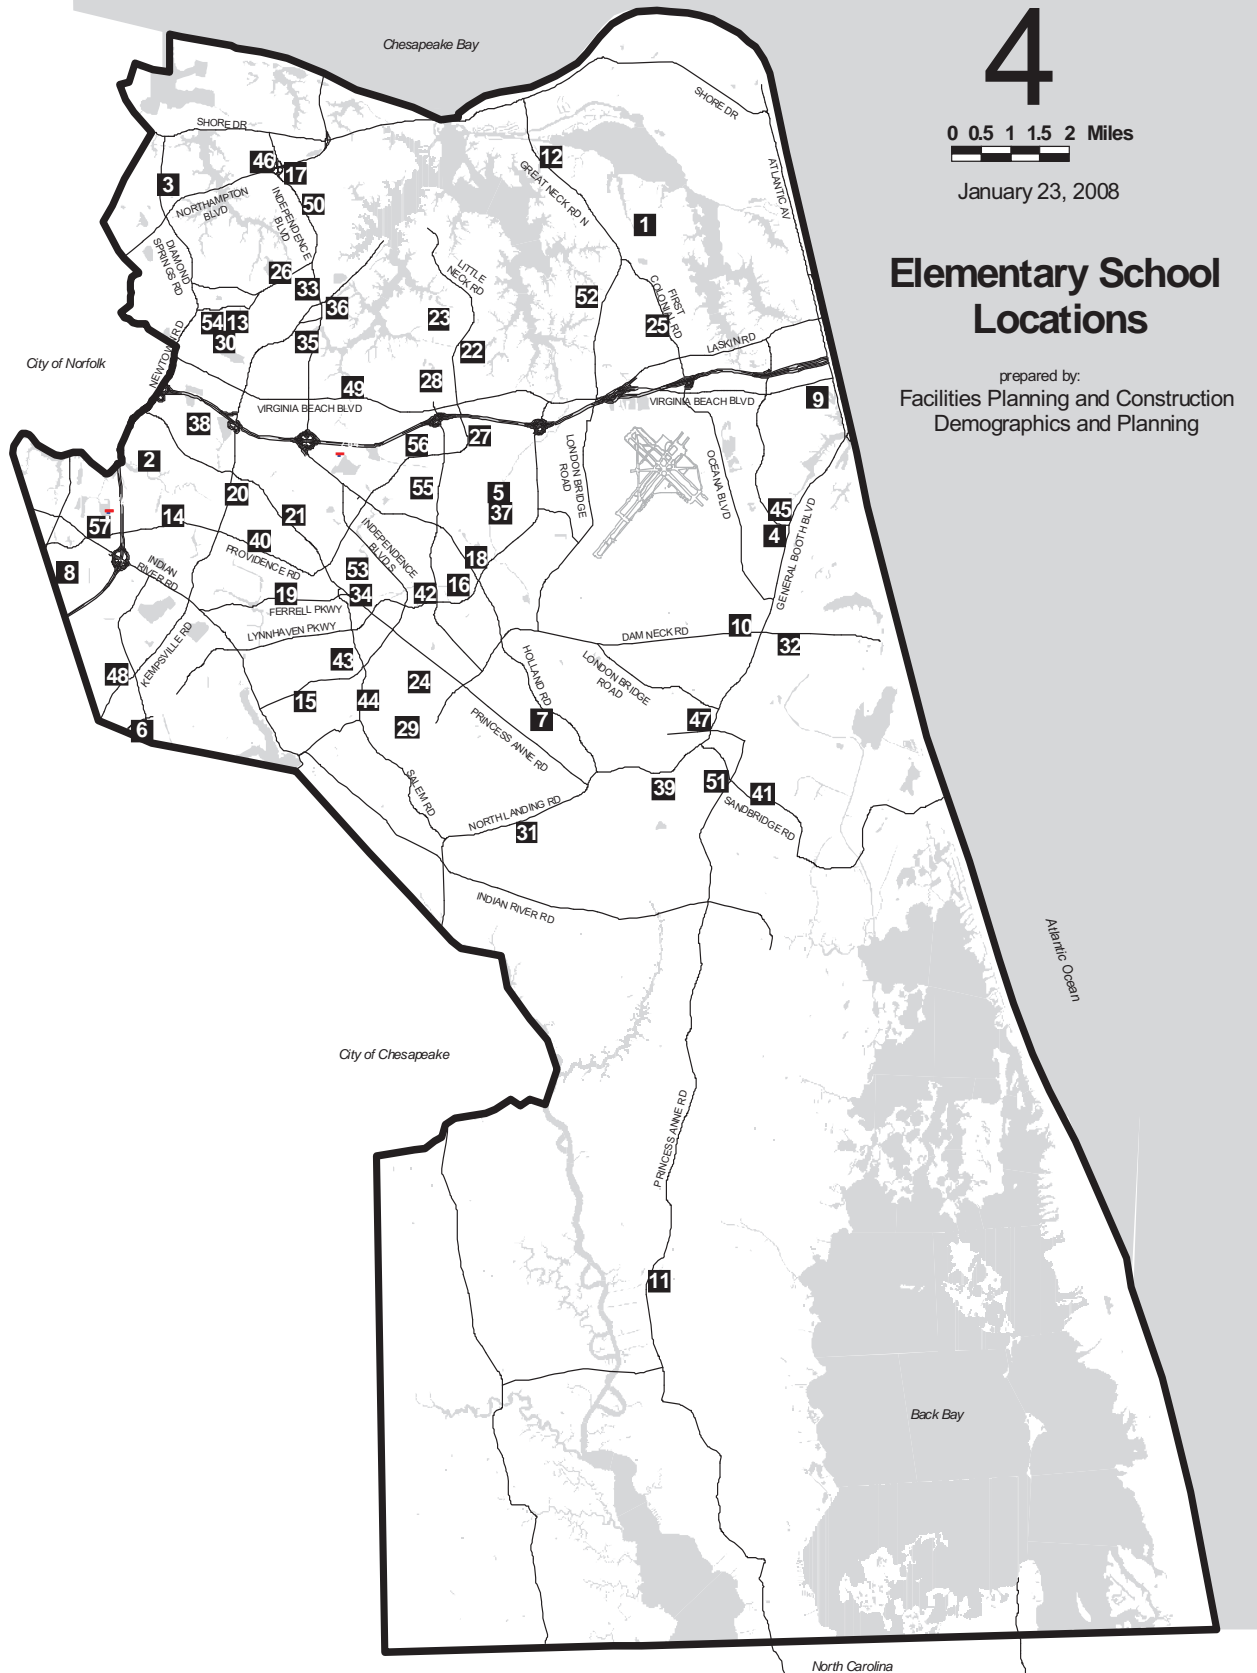 4
Chesapeake Bay
0 0.5 1 1.5 2 Miles
January 23, 2008
Elementary School
Locations
prepared by:
Facilities Planning and Construction
Demographics and Planning
SHORE DR
SHORE DR
46
17
12
3
NORTHAMPTON
BLVD
INDEPENDENCE
BLVD
50
GREAT NECK RD N
ATLANTIC AV
1
DIAMOND
SPRINGS RD
26
33
36
LITTLE
NECK RD
52
FIRST
COLONIAL RD
25
54
13
30
35
23
22
LASKIN RD
City of Norfolk
NEWTOWN RD
49
28
VIRGINIA BEACH BLVD
VIRGINIA BEACH BLVD
9
38
56
27
2
LONDON BRIDGE
ROAD
OCEANA BLVD
20
55
5
37
45
4
GENERAL BOOTH BLVD
57
14
21
40
INDEPENDENCE
BLVD S
18
8
INDIAN
RIVER RD
PROVIDENCE RD
53
16
19
34
42
FERRELL PKWY
LYNNHAVEN PKWY
10
DAM NECK RD
32
KEMPSVILLE RD
48
43
24
HOLLAND RD
LONDON BRIDGE
ROAD
15
44
6
29
PRINCESS ANNE RD
7
47
SALEM RD
39
51
41
SANDBRIDGE RD
NORTH LANDING RD
31
INDIAN RIVER RD
Atlantic Ocean
City of Chesapeake
PRINCESS ANNE RD
11
Back Bay
North Carolina